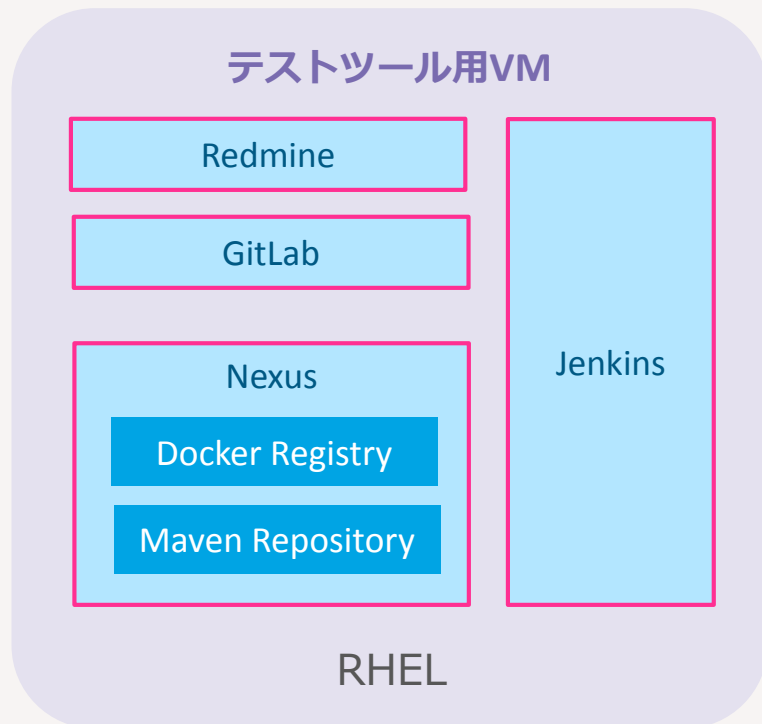 テストツール用VM
Redmine
GitLab
Nexus
Docker Registry
Maven Repository
Jenkins
RHEL